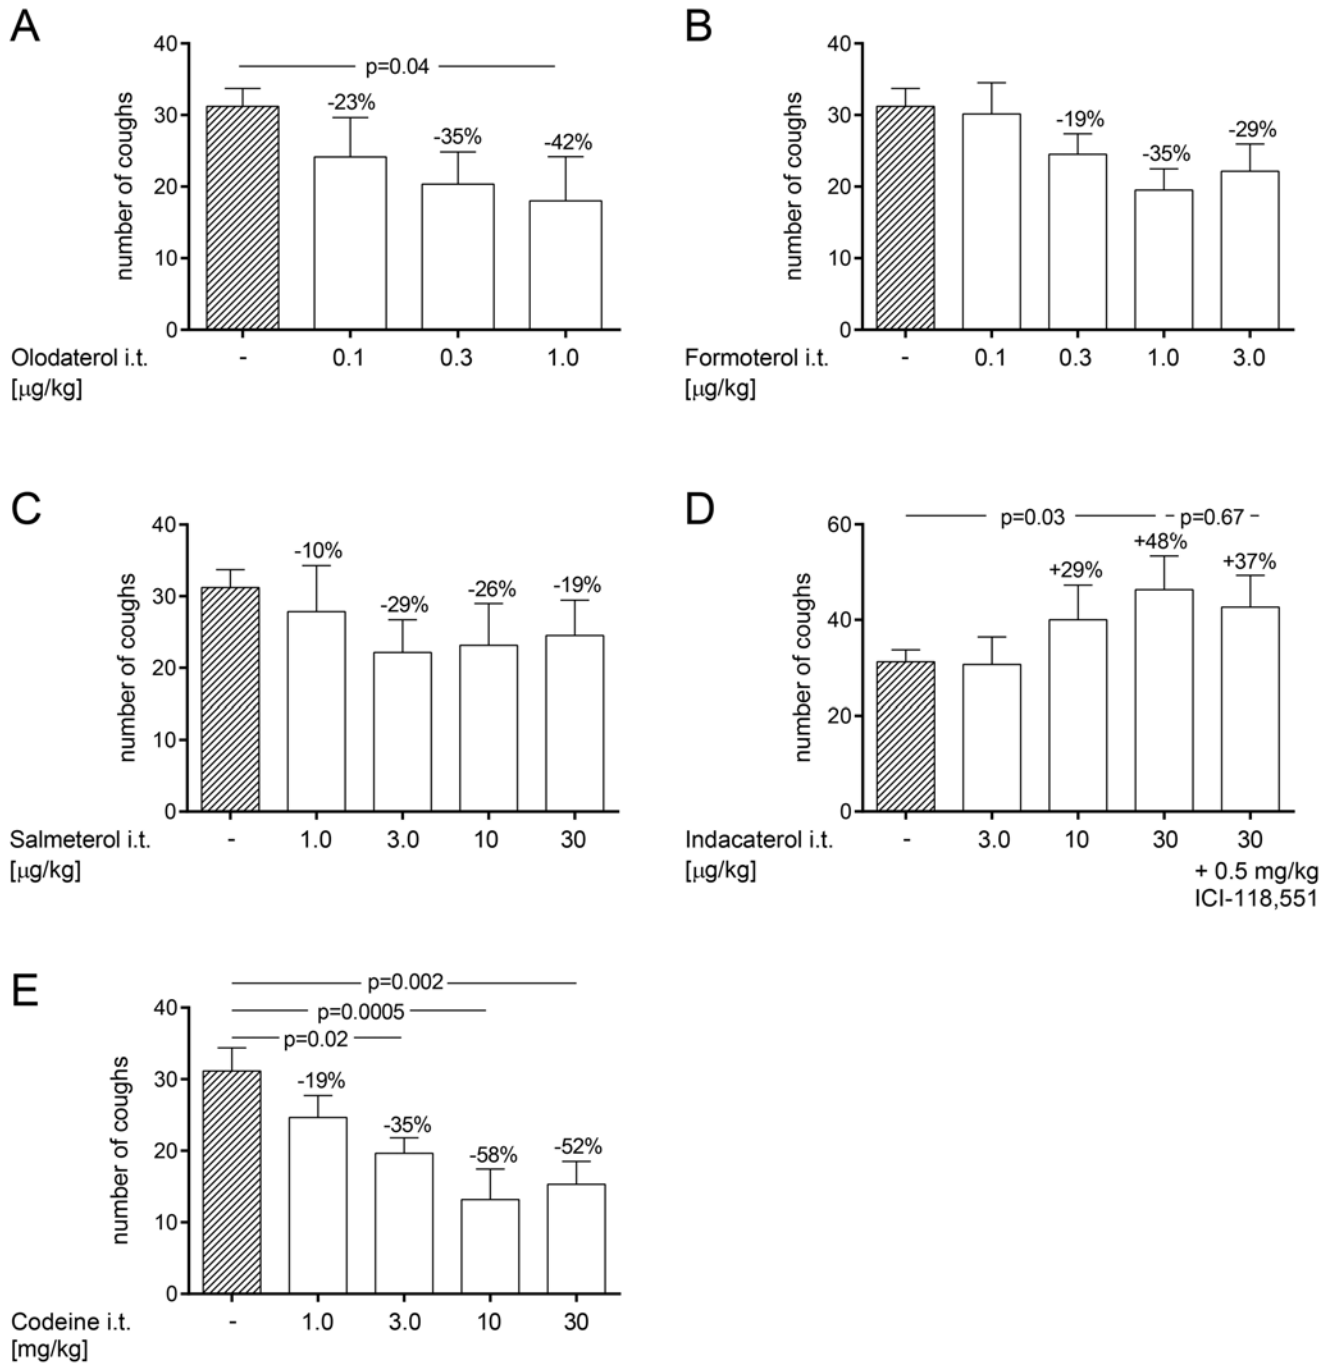 A
40
p=0.04
-23%
-35%
-42%
30
20
10
0
number of coughs
Olodaterol i.t. - 0.1 0.3 1.0
[μg/kg]
B
40
-19%
-35%
-29%
30
20
10
0
number of coughs
Formoterol i.t. - 0.1 0.3 1.0 3.0
[μg/kg]
C
40
-10%
-29%
-26%
-19%
30
20
10
0
number of coughs
Salmeterol i.t. - 1.0 3.0 10 30
[μg/kg]
D
p=0.03
p=0.67
60
+29%
+48%
+37%
40
20
0
number of coughs
Indacaterol i.t. - 3.0 10 30 30
[μg/kg] + 0.5 mg/kg
ICI-118,551
E
p=0.002
p=0.0005
p=0.02
40
-19%
-35%
-58%
-52%
30
20
10
0
number of coughs
Codeine i.t. - 1.0 3.0 10 30
[mg/kg]